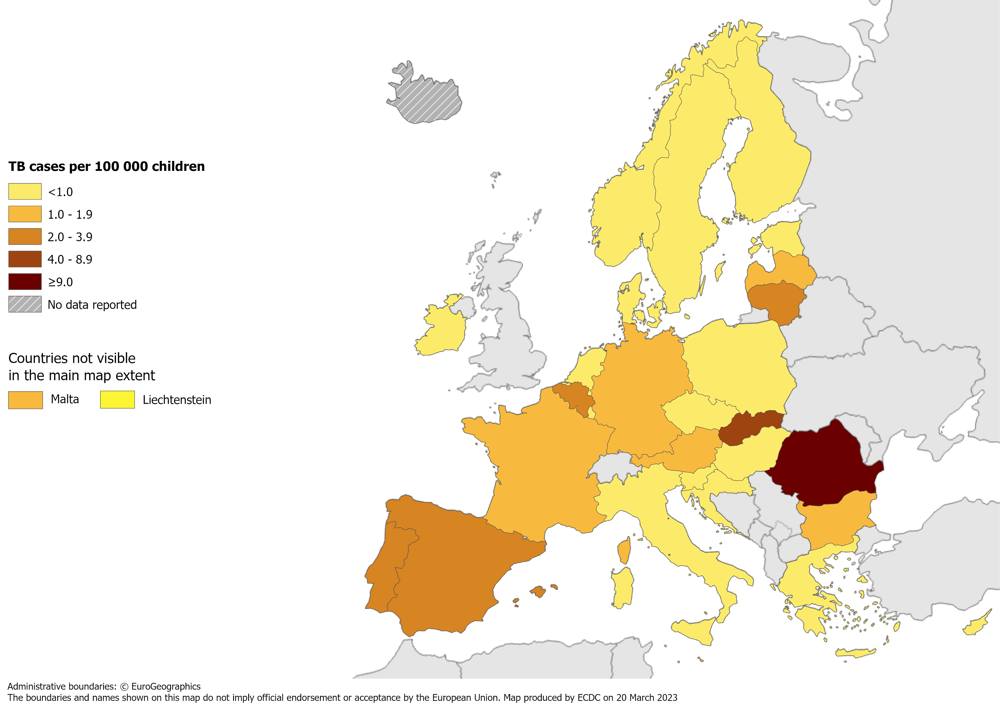 TB cases per 100 000 children
<1.0
1.0 - 1.9
2.0 - 3.9
4.0 - 8.9
≥9.0
No data reported
Countries not visible
in the main map extent
Malta
Liechtenstein
Administrative boundaries: © EuroGeographics
The boundaries and names shown on this map do not imply official endorsement or acceptance by the European Union. Map produced by ECDC on 20 March 2023